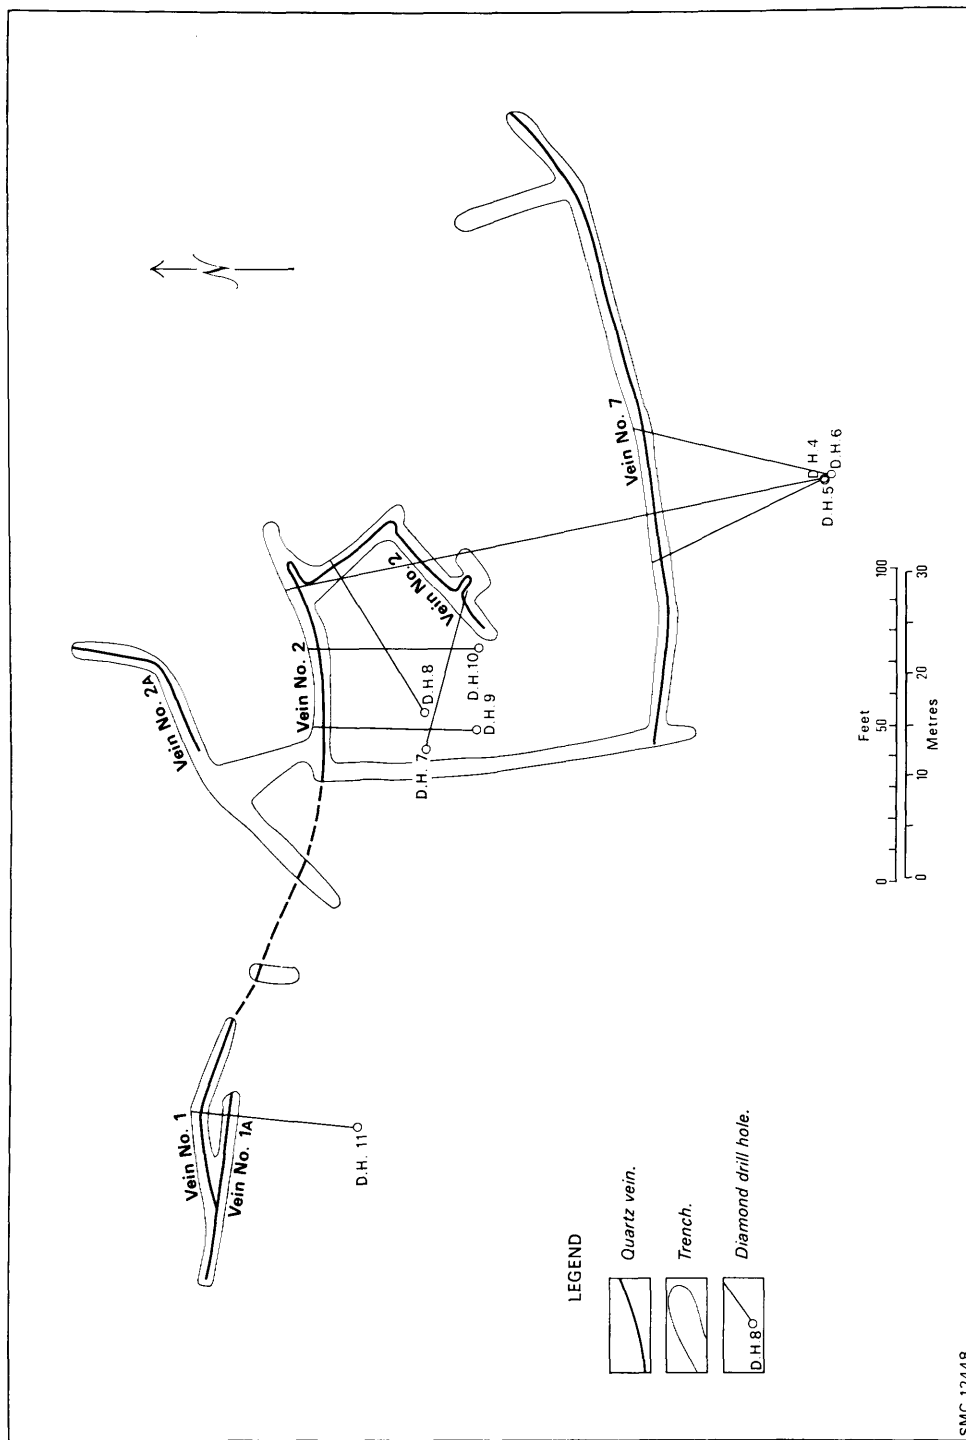 Vein No. 1
Vein No. 1A
D.H. 11
Vein No. 2A
Vein No. 2
Vein No. 2
D.H. 7
D.H.8
D.H.9
D.H.10
N
Vein No. 7
D.H.5
D.H.4
D.H.6
LEGEND
Quartz vein.
Trench.
D.H 8
Diamond drill hole.
Feet
0 50 100
0 10 20 30
Metres
SMC 12448